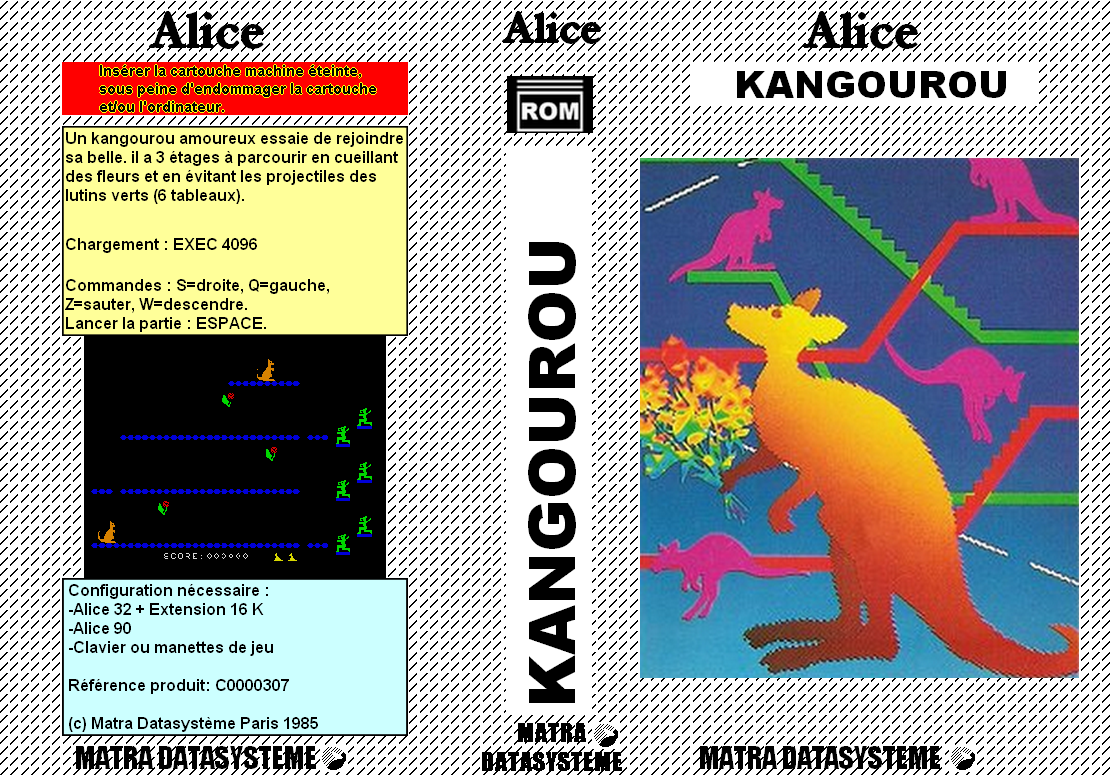 Alice
Insérer la cartouche machine éteinte,
sous peine d'endommager la cartouche
et/ou l'ordinateur.
Un kangourou amoureux essaie de rejoindre
sa belle. il a 3 étages à parcourir en cueillant
des fleurs et en évitant les projectiles des
lutins verts (6 tableaux).
Chargement : EXEC 4096
Commandes : S=droite, Q=gauche,
Z=sauter, W=descendre.
Lancer la partie : ESPACE.
SCORE:000000
Configuration nécessaire :
-Alice 32 + Extension 16 K
-Alice 90
-Clavier ou manettes de jeu
Référence produit: C0000307
(c) Matra Datasystème Paris 1985
MATRA DATASYSTEME
Alice
ROM
KANGOUROU
MATRA
DATASYSTEME
Alice
KANGOUROU
MATRA DATASYSTEME